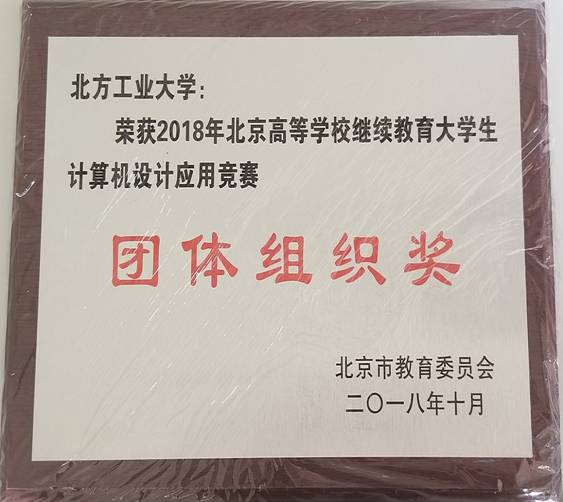 北方工业大学：
荣获2018年北京高等学校继续教育大学生
计算机设计应用竞赛
团体组织奖
北京市教育委员会
二〇一八年十月